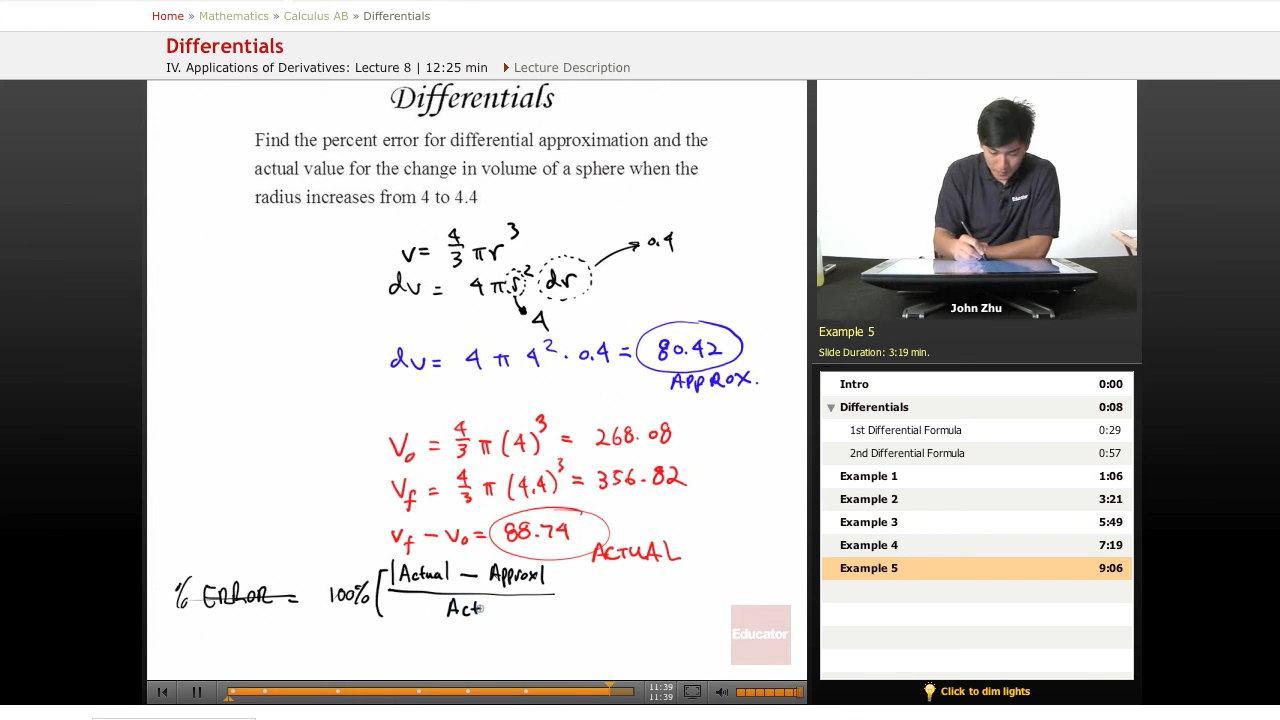 Home » Mathematics » Calculus AB » Differentials
Differentials
IV. Applications of Derivatives: Lecture 8 | 12:25 min Lecture Description
Differentials
Find the percent error for differential approximation and the
actual value for the change in volume of a sphere when the
radius increases from 4 to 4.4
v = 4/3 πr³
dv = 4πr² dr → 0.4
4
dv = 4 π 4² · 0.4 = 80.42
APPROX.
V₀ = 4/3 π (4)³ = 268.08
V_f = 4/3 π (4.4)³ = 356.82
V_f − V₀ = 88.74
ACTUAL
% ERROR = 100% [ |Actual − Approx|
Act
Educator
11:39
11:39
Educator
John Zhu
Example 5
Slide Duration: 3:19 min.
Intro 0:00
Differentials 0:08
1st Differential Formula 0:29
2nd Differential Formula 0:57
Example 1 1:06
Example 2 3:21
Example 3 5:49
Example 4 7:19
Example 5 9:06
Click to dim lights